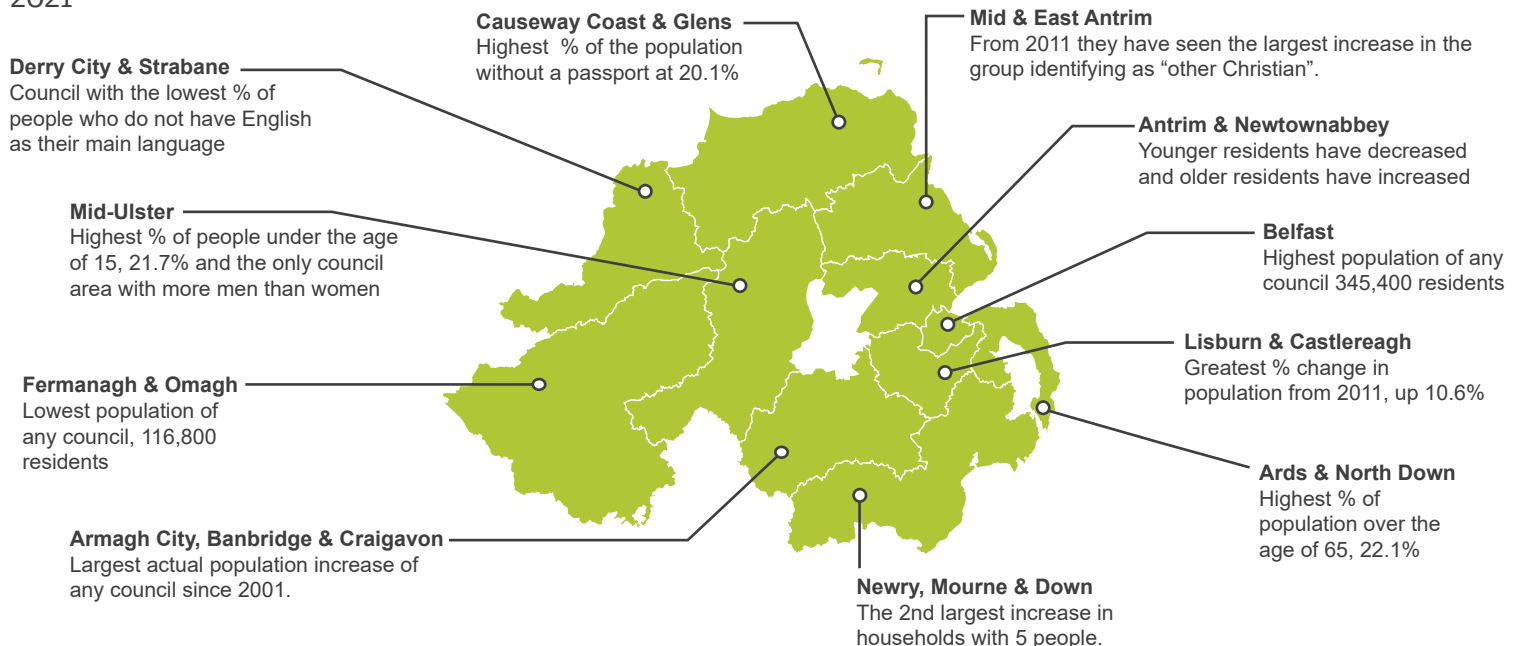 2021
Causeway Coast & Glens
Highest % of the population
without a passport at 20.1%
Mid & East Antrim
From 2011 they have seen the largest increase in the
group identifying as “other Christian”.
Derry City & Strabane
Council with the lowest % of
people who do not have English
as their main language
Antrim & Newtownabbey
Younger residents have decreased
and older residents have increased
Mid-Ulster
Highest % of people under the age
of 15, 21.7% and the only council
area with more men than women
Belfast
Highest population of any
council 345,400 residents
Lisburn & Castlereagh
Greatest % change in
population from 2011, up 10.6%
Fermanagh & Omagh
Lowest population of
any council, 116,800
residents
Ards & North Down
Highest % of
population over the
age of 65, 22.1%
Armagh City, Banbridge & Craigavon
Largest actual population increase of
any council since 2001.
Newry, Mourne & Down
The 2nd largest increase in
households with 5 people.